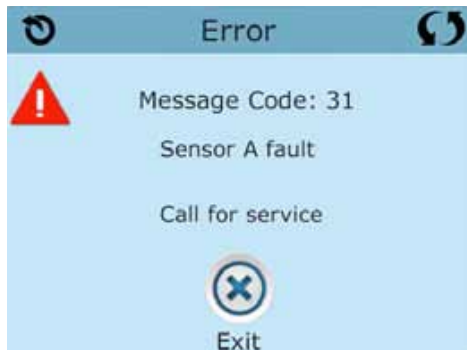 Error
Message Code: 31
Sensor A fault
Call for service
Exit